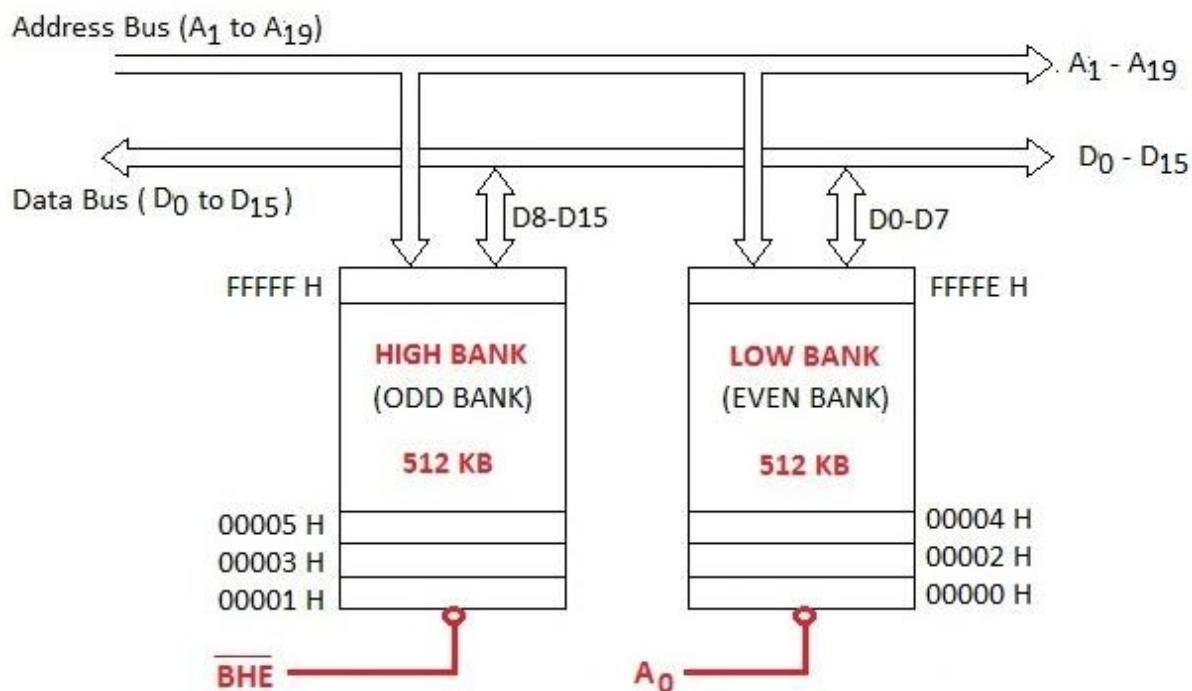 Address Bus (A1 to A19)
. A1 - A19
D0 - D15
Data Bus ( D0 to D15 )
D8-D15
D0-D7
FFFFF H
FFFFE H
HIGH BANK
(ODD BANK)
512 KB
LOW BANK
(EVEN BANK)
512 KB
00005 H
00003 H
00001 H
00004 H
00002 H
00000 H
B̅H̅E̅
A0